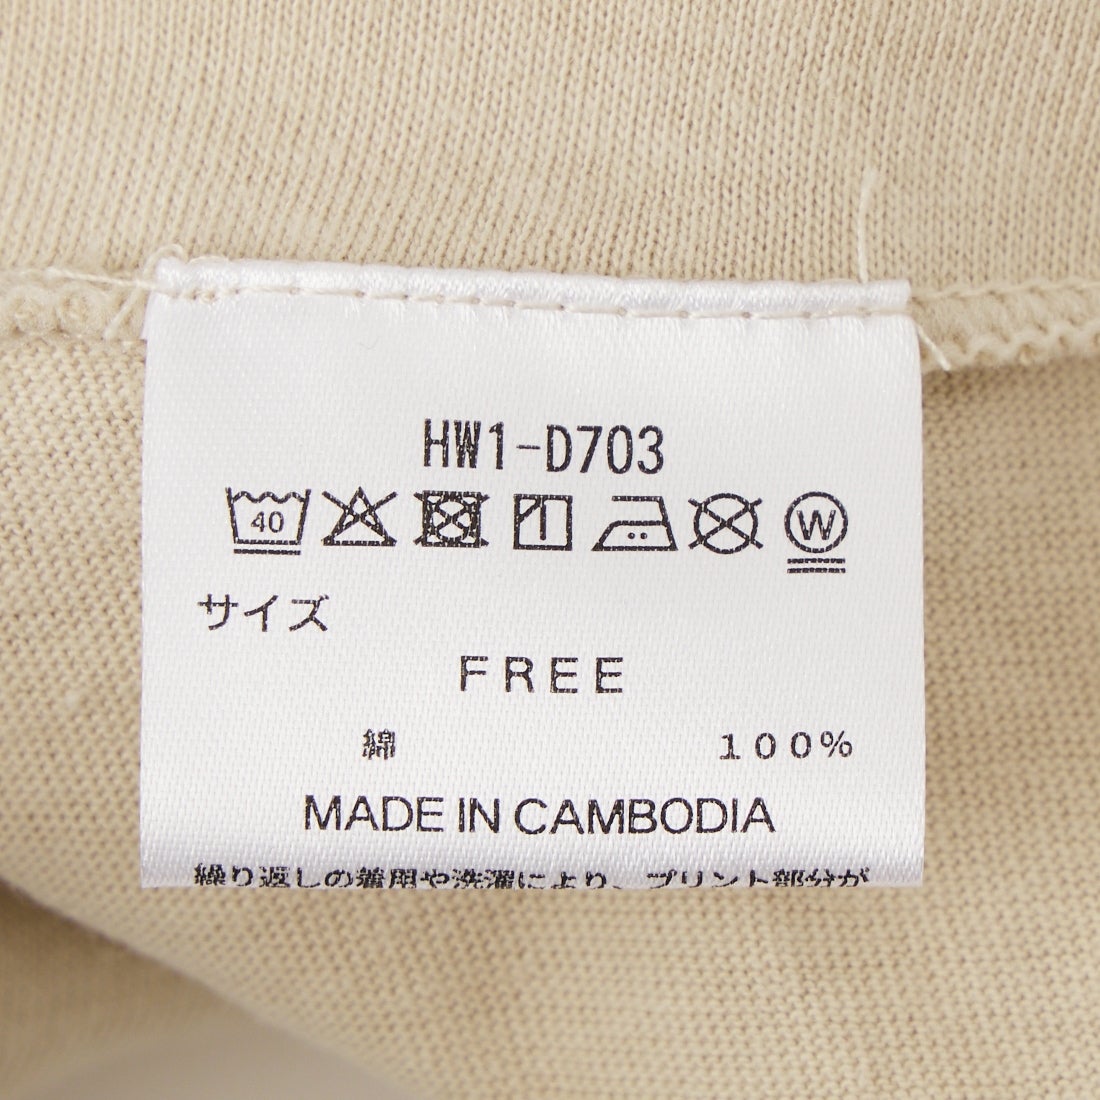 HW1-D703
40 W
サイズ
FREE
綿 100%
MADE IN CAMBODIA
繰り返しの着用や洗濯により、プリント部分が